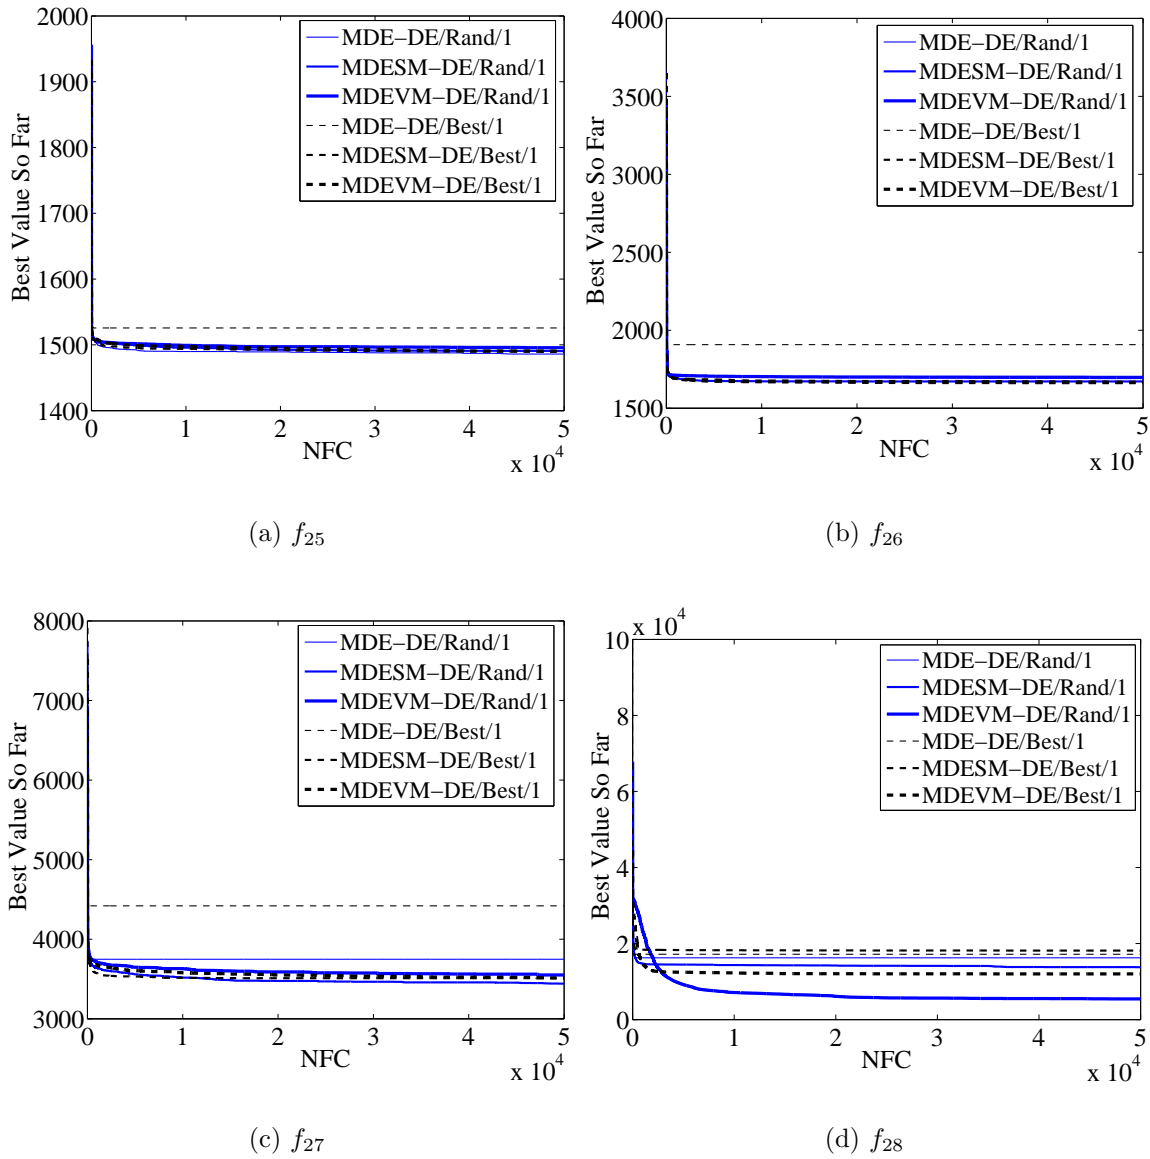 2000
1900
1800
1700
1600
1500
1400
Best Value So Far
MDE−DE/Rand/1
MDESM−DE/Rand/1
MDEVM−DE/Rand/1
MDE−DE/Best/1
MDESM−DE/Best/1
MDEVM−DE/Best/1
0 1 2 3 4 5
NFC
x 10^4
(a) f_25
4000
3500
3000
2500
2000
1500
Best Value So Far
MDE−DE/Rand/1
MDESM−DE/Rand/1
MDEVM−DE/Rand/1
MDE−DE/Best/1
MDESM−DE/Best/1
MDEVM−DE/Best/1
0 1 2 3 4 5
NFC
x 10^4
(b) f_26
8000
7000
6000
5000
4000
3000
Best Value So Far
MDE−DE/Rand/1
MDESM−DE/Rand/1
MDEVM−DE/Rand/1
MDE−DE/Best/1
MDESM−DE/Best/1
MDEVM−DE/Best/1
0 1 2 3 4 5
NFC
x 10^4
(c) f_27
x 10^4
10
8
6
4
2
0
Best Value So Far
MDE−DE/Rand/1
MDESM−DE/Rand/1
MDEVM−DE/Rand/1
MDE−DE/Best/1
MDESM−DE/Best/1
MDEVM−DE/Best/1
0 1 2 3 4 5
NFC
x 10^4
(d) f_28